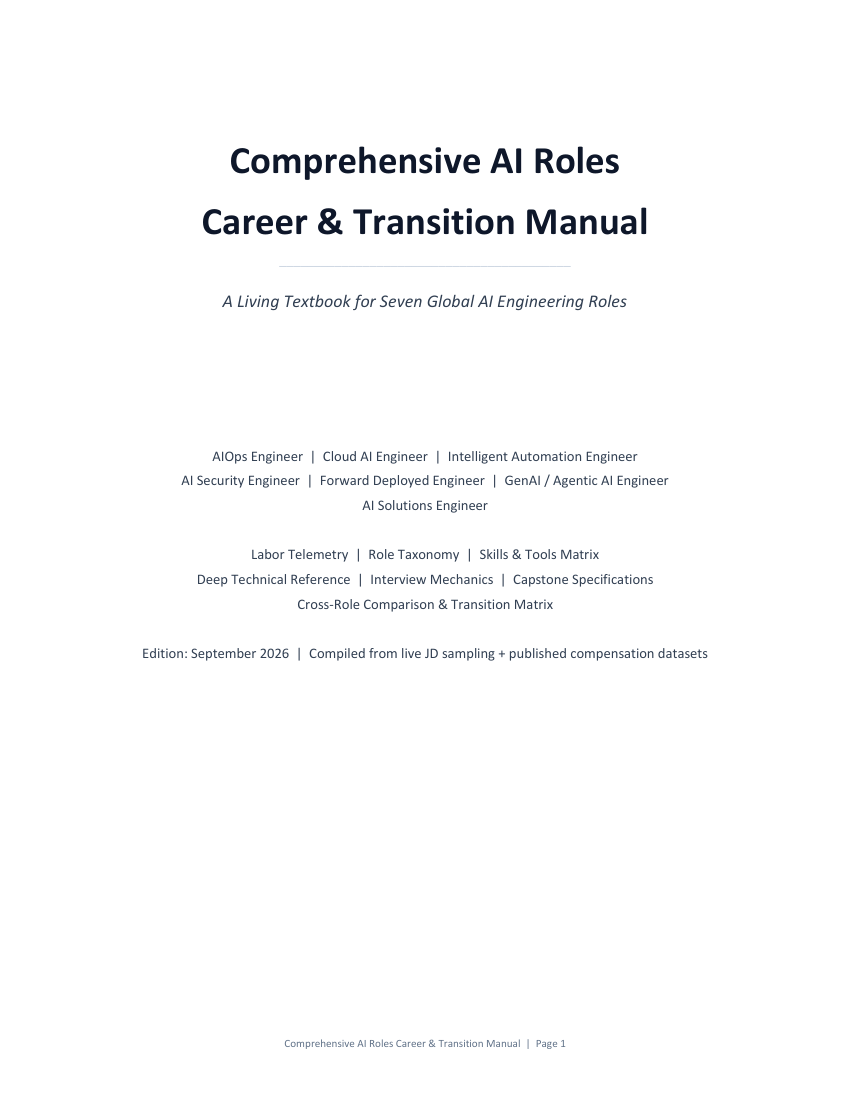 Comprehensive AI Roles
Career & Transition Manual
A Living Textbook for Seven Global AI Engineering Roles
AIOps Engineer | Cloud AI Engineer | Intelligent Automation Engineer
AI Security Engineer | Forward Deployed Engineer | GenAI / Agentic AI Engineer
AI Solutions Engineer
Labor Telemetry | Role Taxonomy | Skills & Tools Matrix
Deep Technical Reference | Interview Mechanics | Capstone Specifications
Cross-Role Comparison & Transition Matrix
Edition: September 2026 | Compiled from live JD sampling + published compensation datasets
Comprehensive AI Roles Career & Transition Manual | Page 1